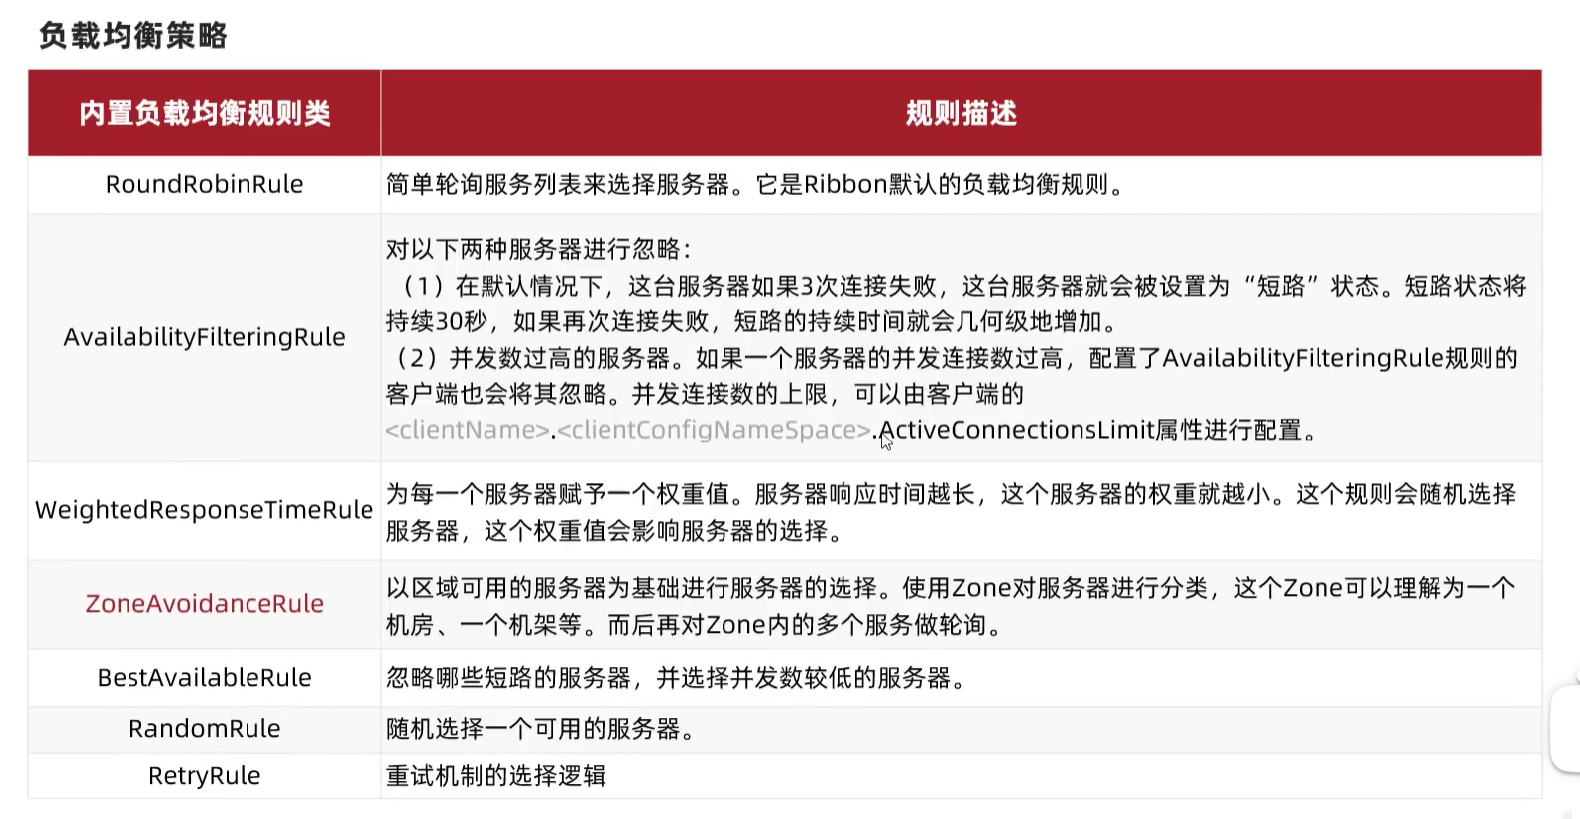 负载均衡策略
内置负载均衡规则类
规则描述
RoundRobinRule
简单轮询服务列表来选择服务器。它是Ribbon默认的负载均衡规则。
AvailabilityFilteringRule
对以下两种服务器进行忽略：
（1）在默认情况下，这台服务器如果3次连接失败，这台服务器就会被设置为“短路”状态。短路状态将
持续30秒，如果再次连接失败，短路的持续时间就会几何级地增加。
（2）并发数过高的服务器。如果一个服务器的并发连接数过高，配置了AvailabilityFilteringRule规则的
客户端也会将其忽略。并发连接数的上限，可以由客户端的
<clientName>.<clientConfigNameSpace>.ActiveConnectionsLimit属性进行配置。
WeightedResponseTimeRule
为每一个服务器赋予一个权重值。服务器响应时间越长，这个服务器的权重就越小。这个规则会随机选择
服务器，这个权重值会影响服务器的选择。
ZoneAvoidanceRule
以区域可用的服务器为基础进行服务器的选择。使用Zone对服务器进行分类，这个Zone可以理解为一个
机房、一个机架等。而后再对Zone内的多个服务做轮询。
BestAvailableRule
忽略哪些短路的服务器，并选择并发数较低的服务器。
RandomRule
随机选择一个可用的服务器。
RetryRule
重试机制的选择逻辑